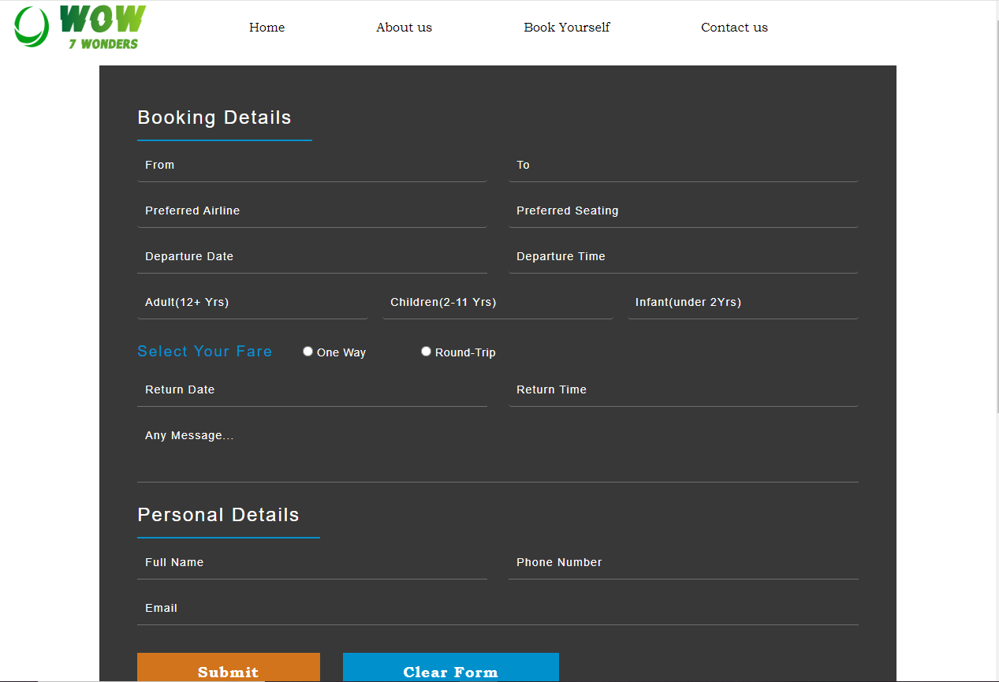 WOW
7 WONDERS
Home About us Book Yourself Contact us
Booking Details
From To
Preferred Airline Preferred Seating
Departure Date Departure Time
Adult(12+ Yrs) Children(2-11 Yrs) Infant(under 2Yrs)
Select Your Fare One Way Round-Trip
Return Date Return Time
Any Message...
Personal Details
Full Name Phone Number
Email
Submit Clear Form